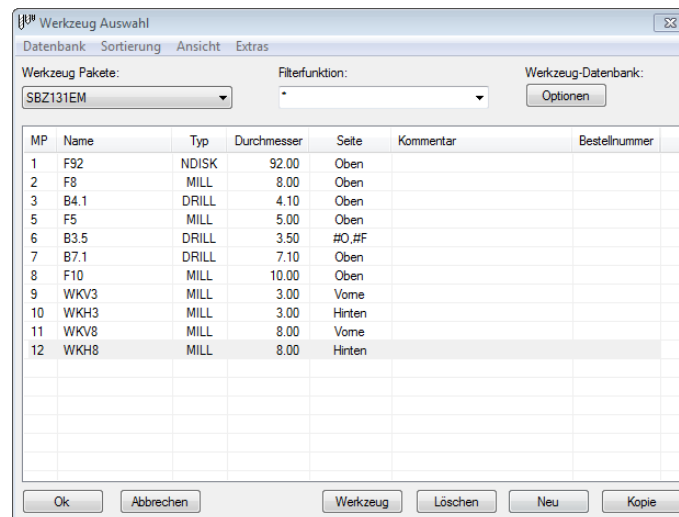 Werkzeug Auswahl
Datenbank Sortierung Ansicht Extras
Werkzeug Pakete: Filterfunktion: Werkzeug-Datenbank:
SBZ131EM * Optionen
MP Name Typ Durchmesser Seite Kommentar Bestellnummer
1 F92 NDISK 92.00 Oben
2 F8 MILL 8.00 Oben
3 B4.1 DRILL 4.10 Oben
5 F5 MILL 5.00 Oben
6 B3.5 DRILL 3.50 #O,#F
7 B7.1 DRILL 7.10 Oben
8 F10 MILL 10.00 Oben
9 WKV3 MILL 3.00 Vorne
10 WKH3 MILL 3.00 Hinten
11 WKV8 MILL 8.00 Vorne
12 WKH8 MILL 8.00 Hinten
Ok Abbrechen Werkzeug Löschen Neu Kopie